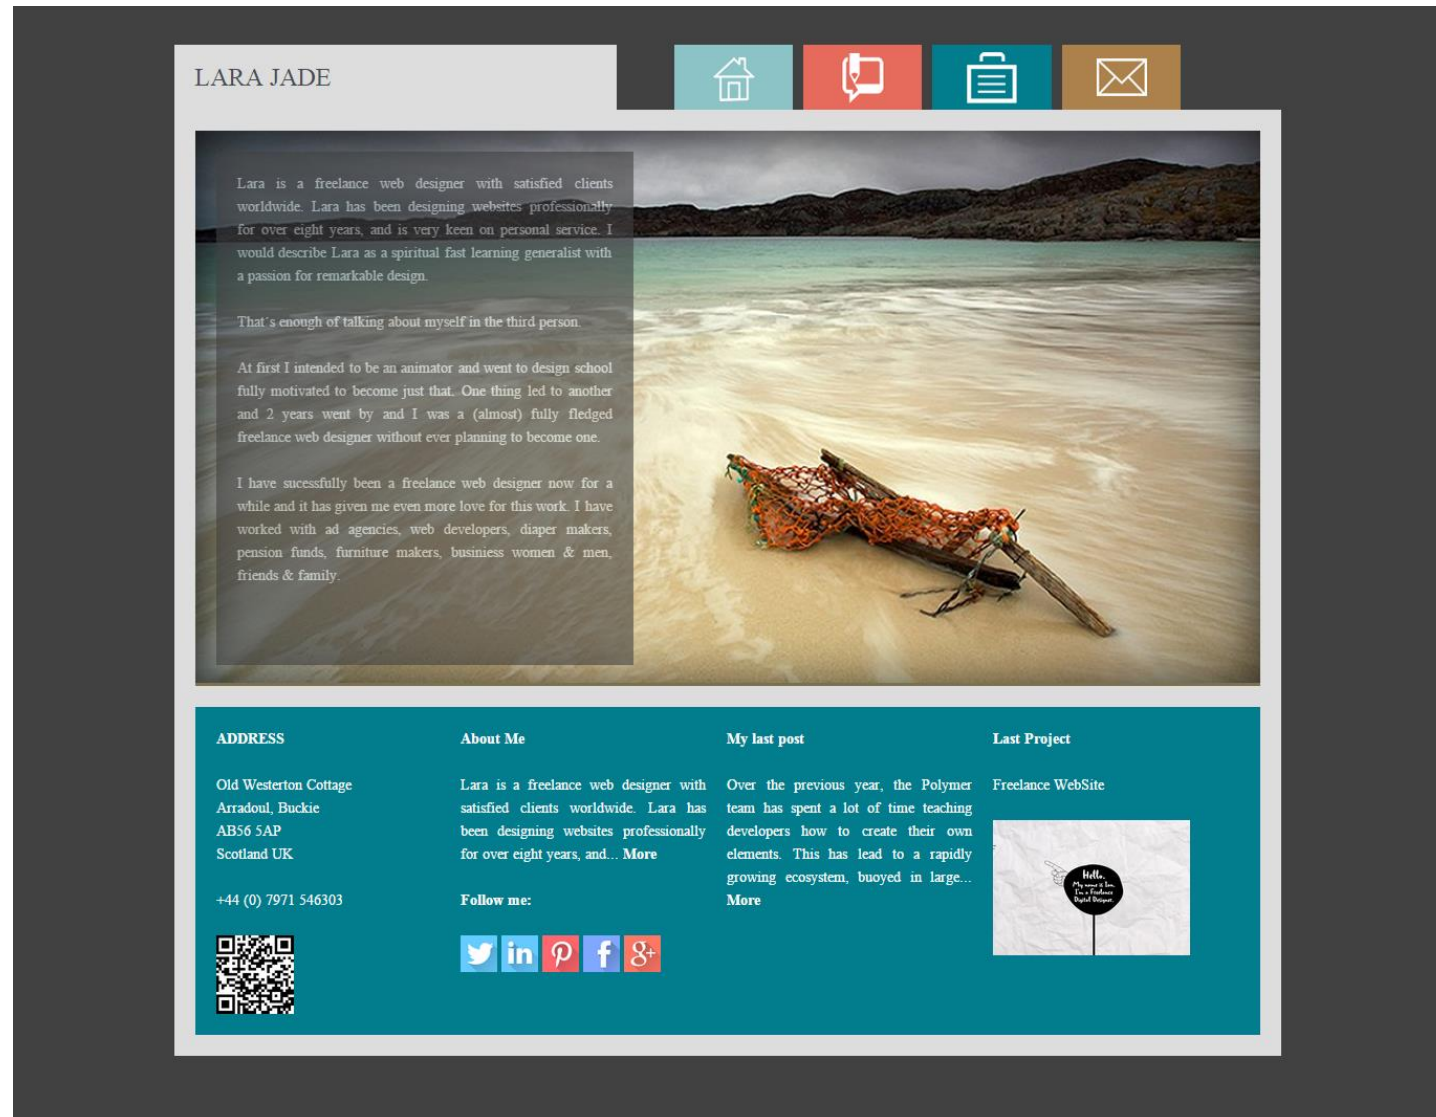 LARA JADE
Lara is a freelance web designer with satisfied clients
worldwide. Lara has been designing websites professionally
for over eight years, and is very keen on personal service. I
would describe Lara as a spiritual fast learning generalist with
a passion for remarkable design.
That´s enough of talking about myself in the third person.
At first I intended to be an animator and went to design school
fully motivated to become just that. One thing led to another
and 2 years went by and I was a (almost) fully fledged
freelance web designer without ever planning to become one.
I have sucessfully been a freelance web designer now for a
while and it has given me even more love for this work. I have
worked with ad agencies, web developers, diaper makers,
pension funds, furniture makers, businiess women & men,
friends & family.
ADDRESS
Old Westerton Cottage
Arradoul, Buckie
AB56 5AP
Scotland UK
+44 (0) 7971 546303
About Me
Lara is a freelance web designer with
satisfied clients worldwide. Lara has
been designing websites professionally
for over eight years, and... More
Follow me:
in
f
8+
My last post
Over the previous year, the Polymer
team has spent a lot of time teaching
developers how to create their own
elements. This has lead to a rapidly
growing ecosystem, buoyed in large...
More
Last Project
Freelance WebSite
Hello.
My name is Ian.
I'm a Freelance
Digital Designer.